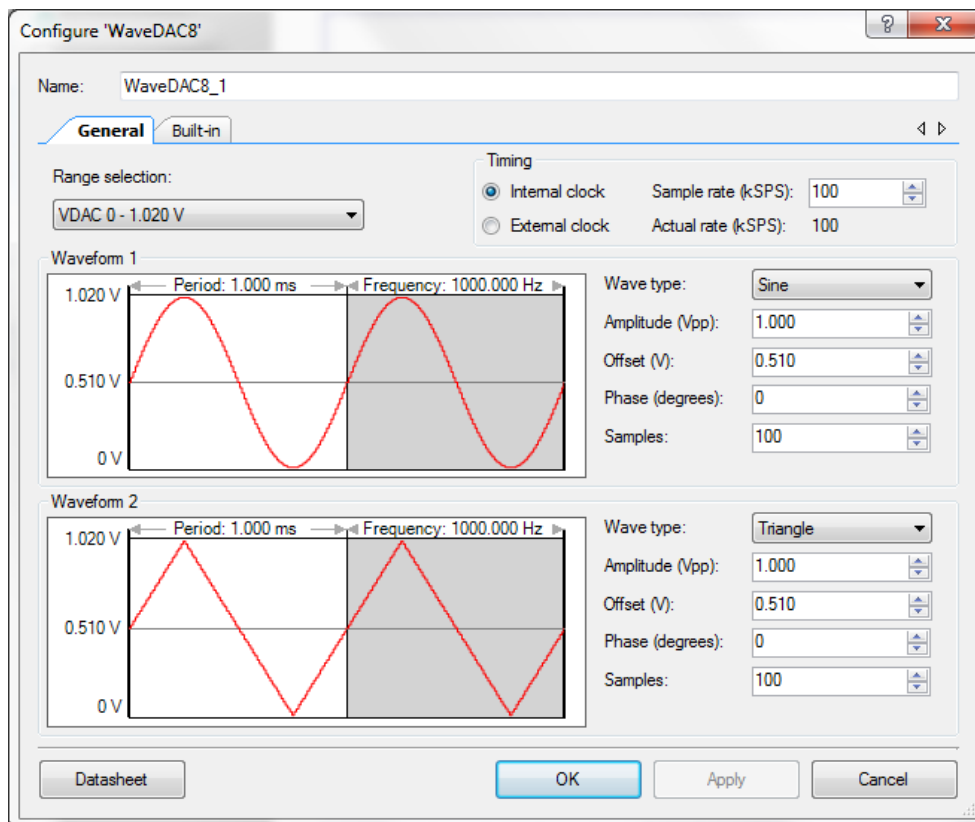 Configure 'WaveDAC8'
Name: WaveDAC8_1
General Built-in
Range selection:
VDAC 0 - 1.020 V
Timing
Internal clock Sample rate (kSPS): 100
External clock Actual rate (kSPS): 100
Waveform 1
Period: 1.000 ms Frequency: 1000.000 Hz
1.020 V
0.510 V
0 V
Wave type: Sine
Amplitude (Vpp): 1.000
Offset (V): 0.510
Phase (degrees): 0
Samples: 100
Waveform 2
Period: 1.000 ms Frequency: 1000.000 Hz
1.020 V
0.510 V
0 V
Wave type: Triangle
Amplitude (Vpp): 1.000
Offset (V): 0.510
Phase (degrees): 0
Samples: 100
Datasheet OK Apply Cancel